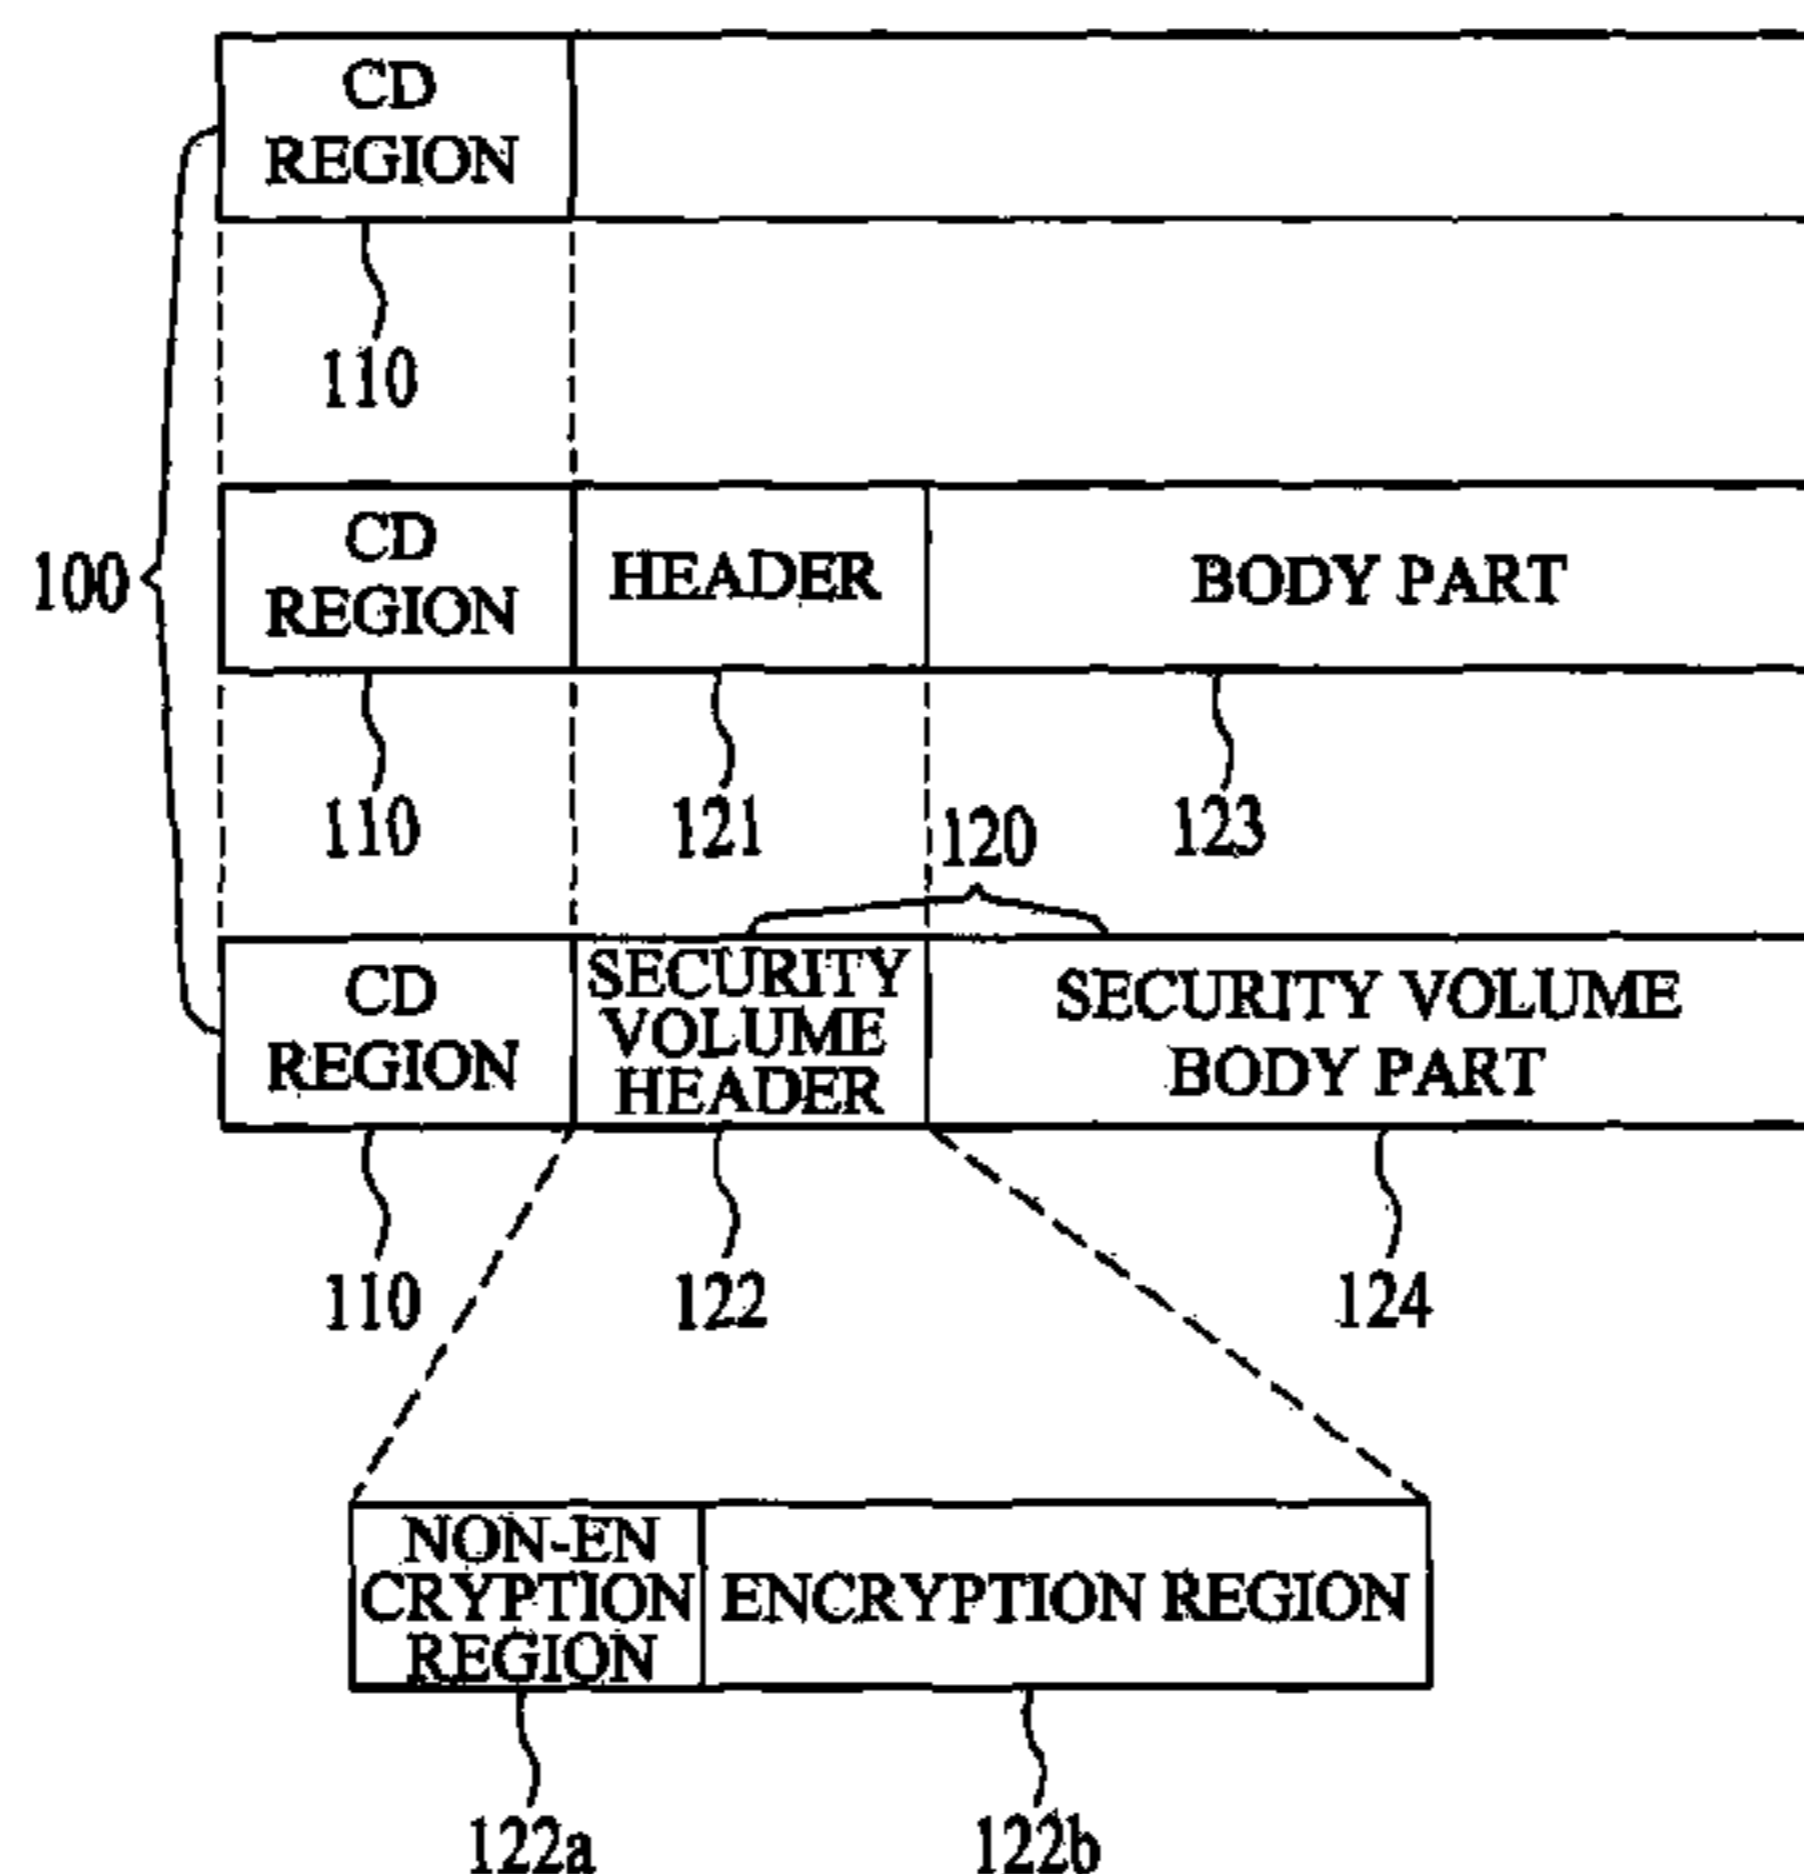 CD
REGION
110
100
CD
REGION
HEADER
BODY PART
110
121
123
120
CD
REGION
SECURITY
VOLUME
HEADER
SECURITY VOLUME
BODY PART
110
122
124
NON-EN
CRYPTION
REGION
ENCRYPTION REGION
122a
122b